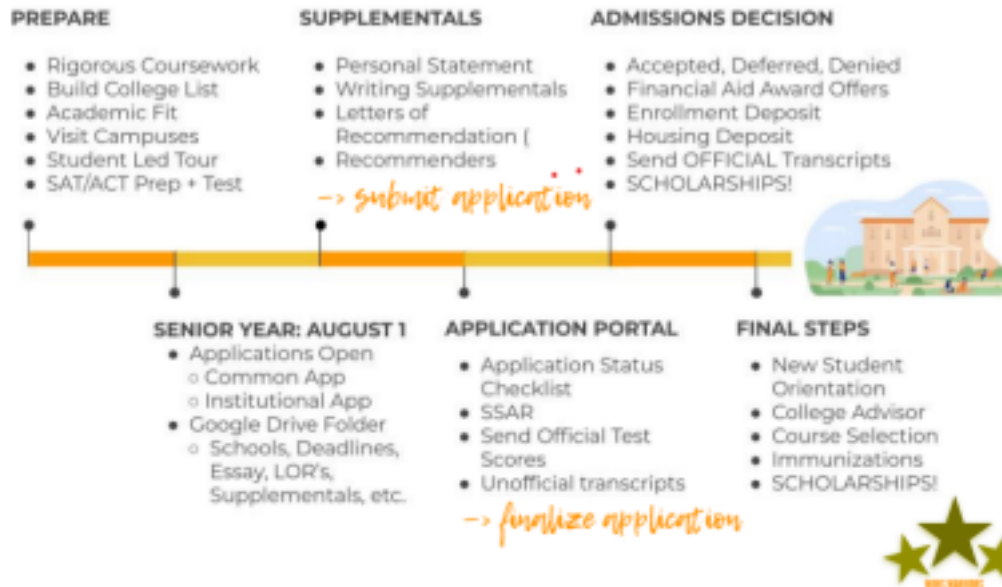 PREPARE
• Rigorous Coursework
• Build College List
• Academic Fit
• Visit Campuses
• Student Led Tour
• SAT/ACT Prep + Test
SUPPLEMENTALS
• Personal Statement
• Writing Supplementals
• Letters of
Recommendation (
• Recommenders
-> submit application
ADMISSIONS DECISION
• Accepted, Deferred, Denied
• Financial Aid Award Offers
• Enrollment Deposit
• Housing Deposit
• Send OFFICIAL Transcripts
• SCHOLARSHIPS!
SENIOR YEAR: AUGUST 1
• Applications Open
○ Common App
○ Institutional App
• Google Drive Folder
○ Schools, Deadlines,
Essay, LOR's,
Supplementals, etc.
APPLICATION PORTAL
• Application Status
Checklist
• SSAR
• Send Official Test
Scores
• Unofficial transcripts
-> finalize application
FINAL STEPS
• New Student
Orientation
• College Advisor
• Course Selection
• Immunizations
• SCHOLARSHIPS!